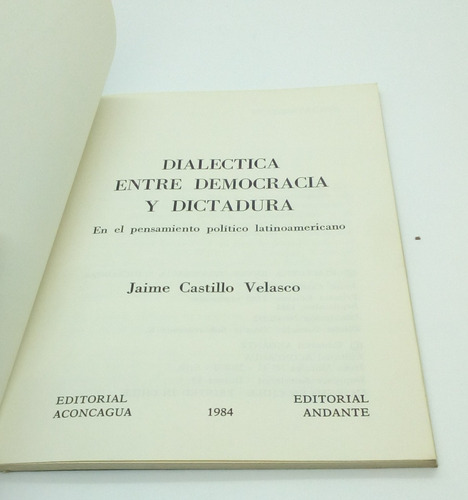 DIALECTICA
ENTRE DEMOCRACIA
Y DICTADURA
En el pensamiento político latinoamericano
Jaime Castillo Velasco
EDITORIAL
ACONCAGUA
1984
EDITORIAL
ANDANTE